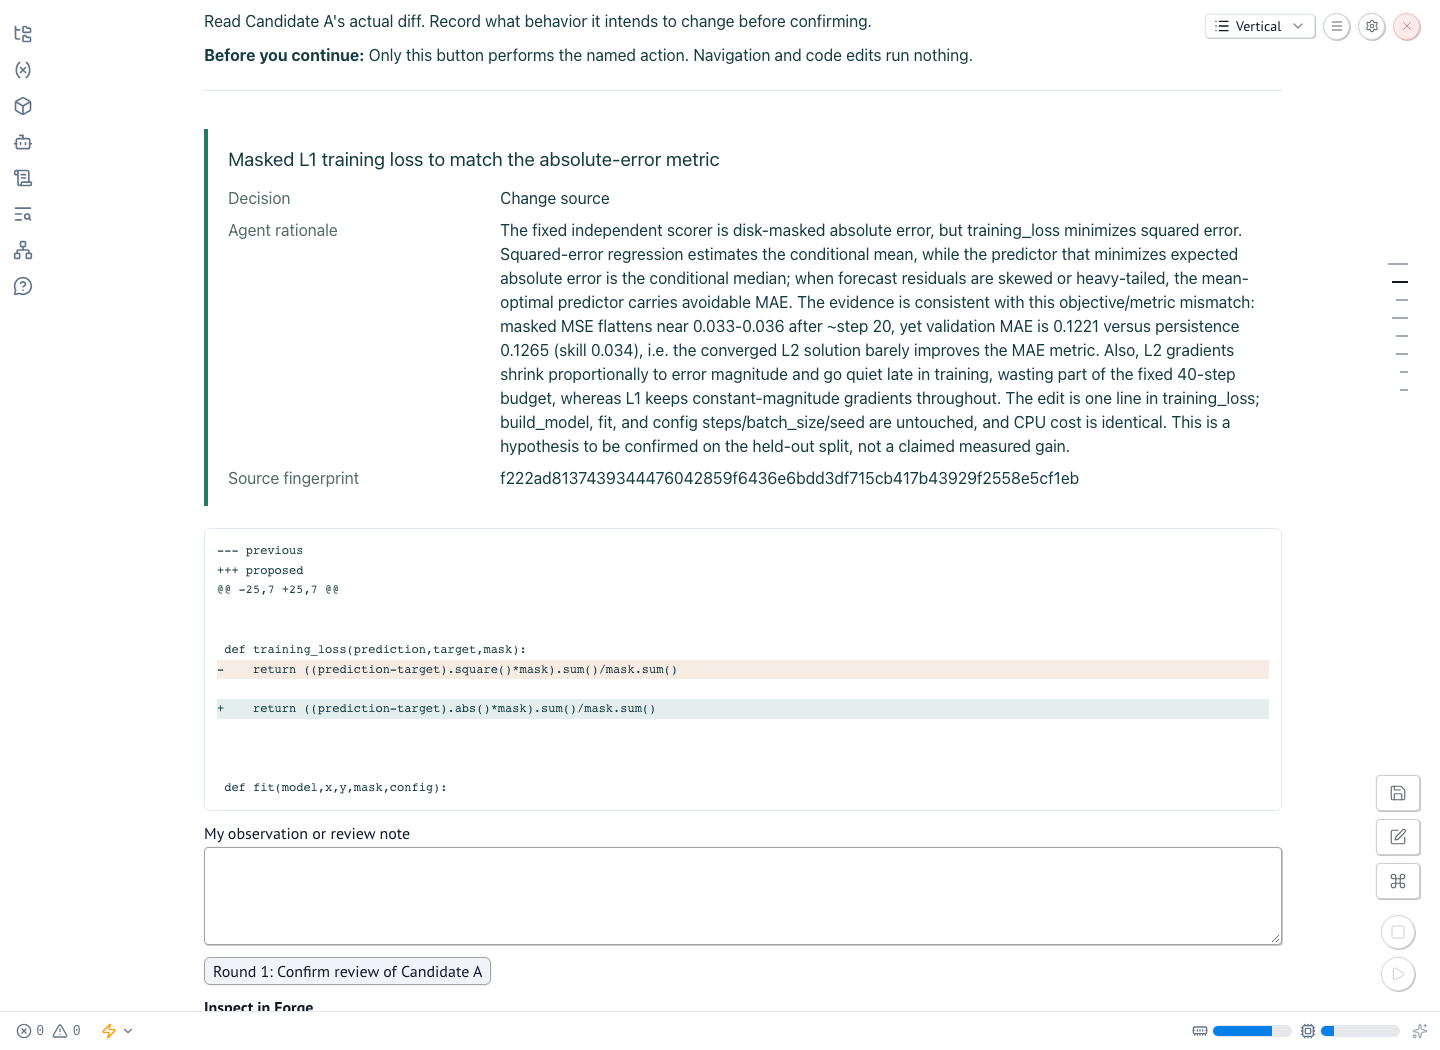 Read Candidate A's actual diff. Record what behavior it intends to change before confirming.
Vertical
Before you continue: Only this button performs the named action. Navigation and code edits run nothing.
Masked L1 training loss to match the absolute-error metric
Decision
Change source
Agent rationale
The fixed independent scorer is disk-masked absolute error, but training_loss minimizes squared error.
Squared-error regression estimates the conditional mean, while the predictor that minimizes expected
absolute error is the conditional median; when forecast residuals are skewed or heavy-tailed, the mean-
optimal predictor carries avoidable MAE. The evidence is consistent with this objective/metric mismatch:
masked MSE flattens near 0.033-0.036 after ~step 20, yet validation MAE is 0.1221 versus persistence
0.1265 (skill 0.034), i.e. the converged L2 solution barely improves the MAE metric. Also, L2 gradients
shrink proportionally to error magnitude and go quiet late in training, wasting part of the fixed 40-step
budget, whereas L1 keeps constant-magnitude gradients throughout. The edit is one line in training_loss;
build_model, fit, and config steps/batch_size/seed are untouched, and CPU cost is identical. This is a
hypothesis to be confirmed on the held-out split, not a claimed measured gain.
Source fingerprint
f222ad8137439344476042859f6436e6bdd3df715cb417b43929f2558e5cf1eb
--- previous
+++ proposed
@@ -25,7 +25,7 @@
def training_loss(prediction,target,mask):
-    return ((prediction-target).square()*mask).sum()/mask.sum()
+    return ((prediction-target).abs()*mask).sum()/mask.sum()
def fit(model,x,y,mask,config):
My observation or review note
Round 1: Confirm review of Candidate A
Inspect in Forge
0
0